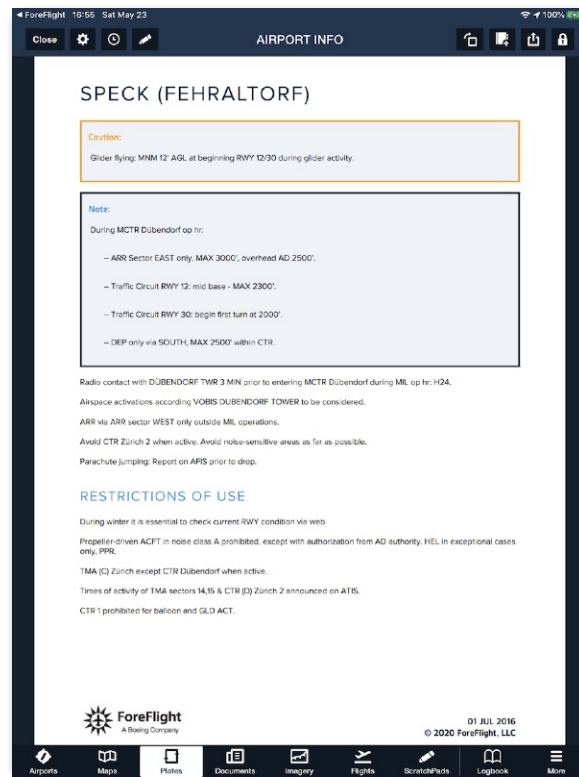 ForeFlight 16:55 Sat May 23 100%
Close AIRPORT INFO
SPECK (FEHRALTORF)
Caution:
Glider flying: MNM 12' AGL at beginning RWY 12/30 during glider activity.
Note:
During MCTR Dübendorf op hr:
– ARR Sector EAST only, MAX 3000', overhead AD 2500'.
– Traffic Circuit RWY 12: mid base - MAX 2300'.
– Traffic Circuit RWY 30: begin first turn at 2000'.
– DEP only via SOUTH, MAX 2500' within CTR.
Radio contact with DÜBENDORF TWR 3 MIN prior to entering MCTR Dübendorf during MIL op hr: H24.
Airspace activations according VOBIS DUBENDORF TOWER to be considered.
ARR via ARR sector WEST only outside MIL operations.
Avoid CTR Zürich 2 when active. Avoid noise-sensitive areas as far as possible.
Parachute jumping: Report on AFIS prior to drop.
RESTRICTIONS OF USE
During winter it is essential to check current RWY condition via web.
Propeller-driven ACFT in noise class A prohibited, except with authorization from AD authority. HEL in exceptional cases
only, PPR.
TMA (C) Zürich except CTR Dübendorf when active.
Times of activity of TMA sectors 14,15 & CTR (D) Zürich 2 announced on ATIS.
CTR 1 prohibited for balloon and GLD ACT.
ForeFlight
A Boeing Company
01 JUL 2016
© 2020 ForeFlight, LLC
Airports Maps Plates Documents Imagery Flights ScratchPads Logbook More